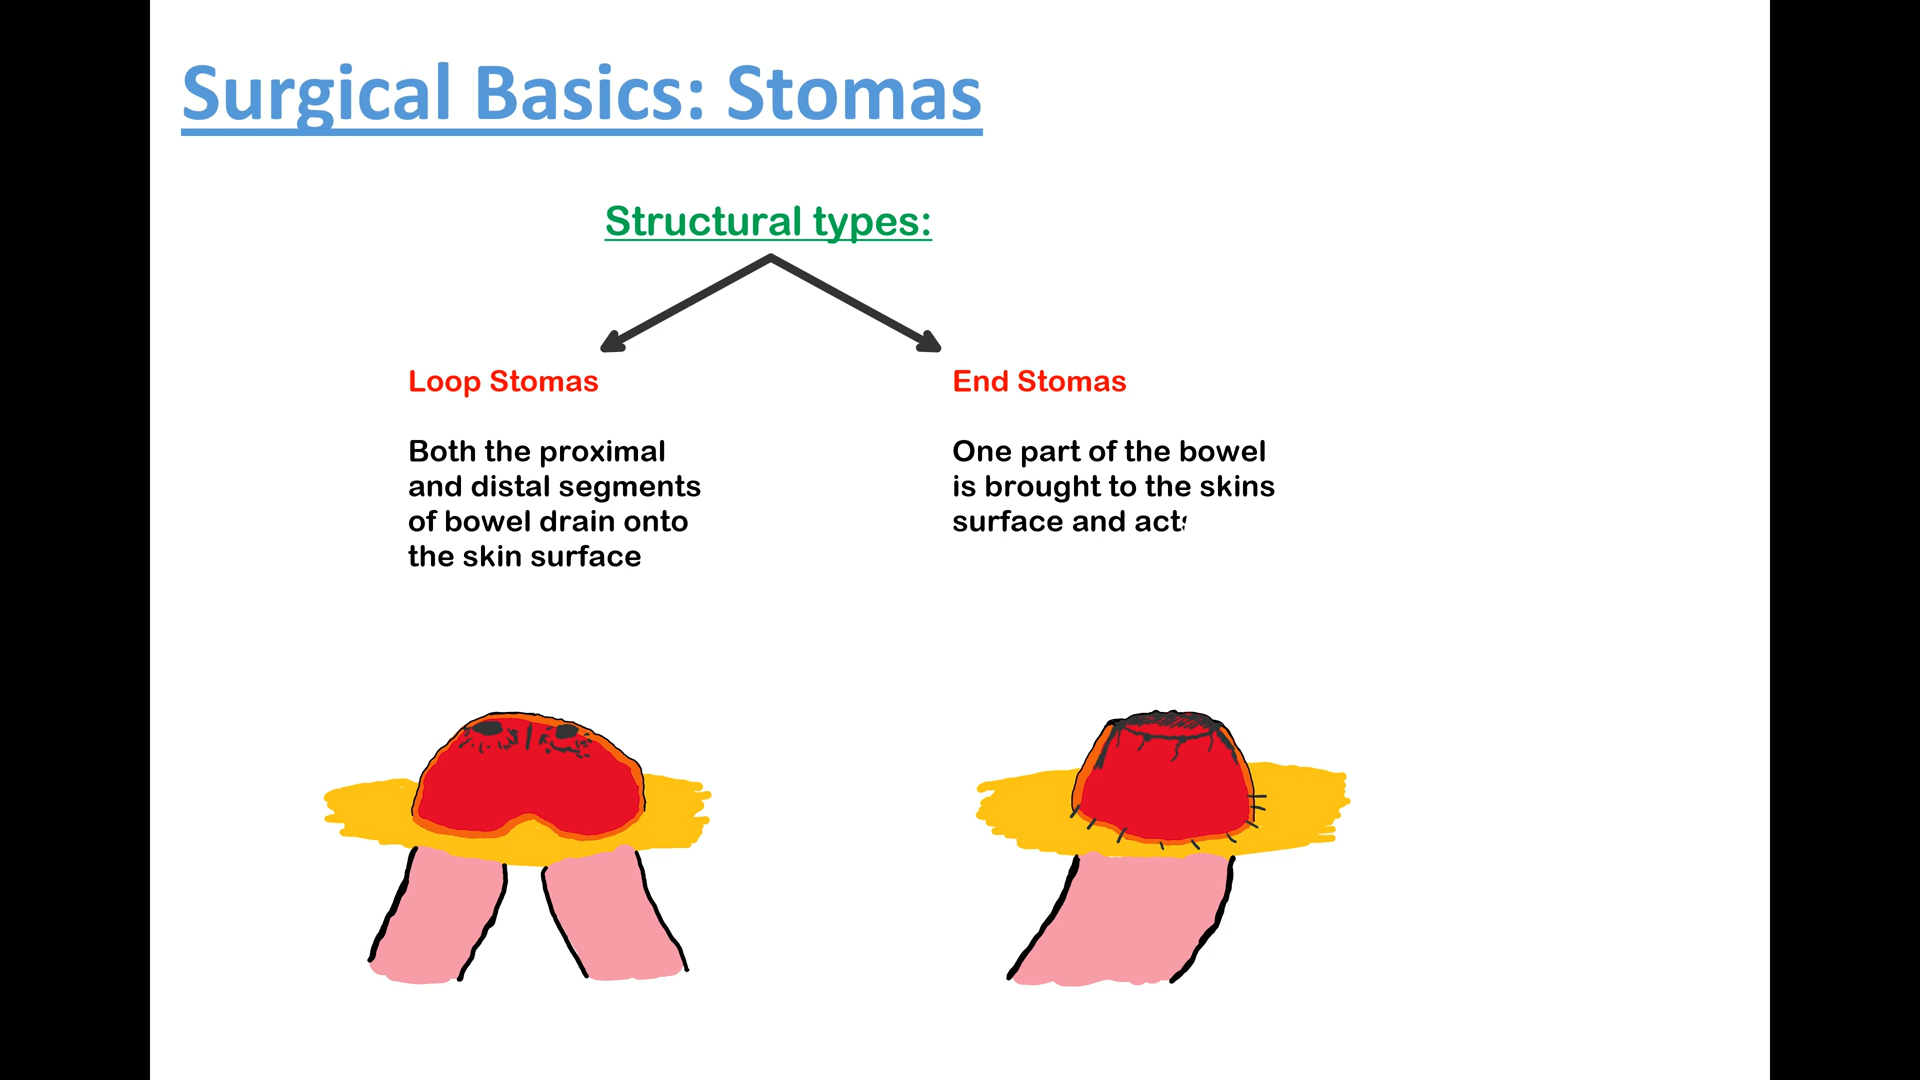 Surgical Basics: Stomas
Structural types:
Loop Stomas
Both the proximal
and distal segments
of bowel drain onto
the skin surface
End Stomas
One part of the bowel
is brought to the skins
surface and acts